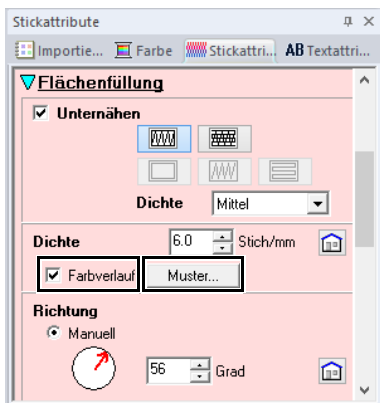 Stickattribute
Importie... Farbe Stickattri... AB Textattri...
Flächenfüllung
Unternähen
Dichte Mittel
Dichte 6.0 Stich/mm
Farbverlauf Muster...
Richtung
Manuell
56 Grad